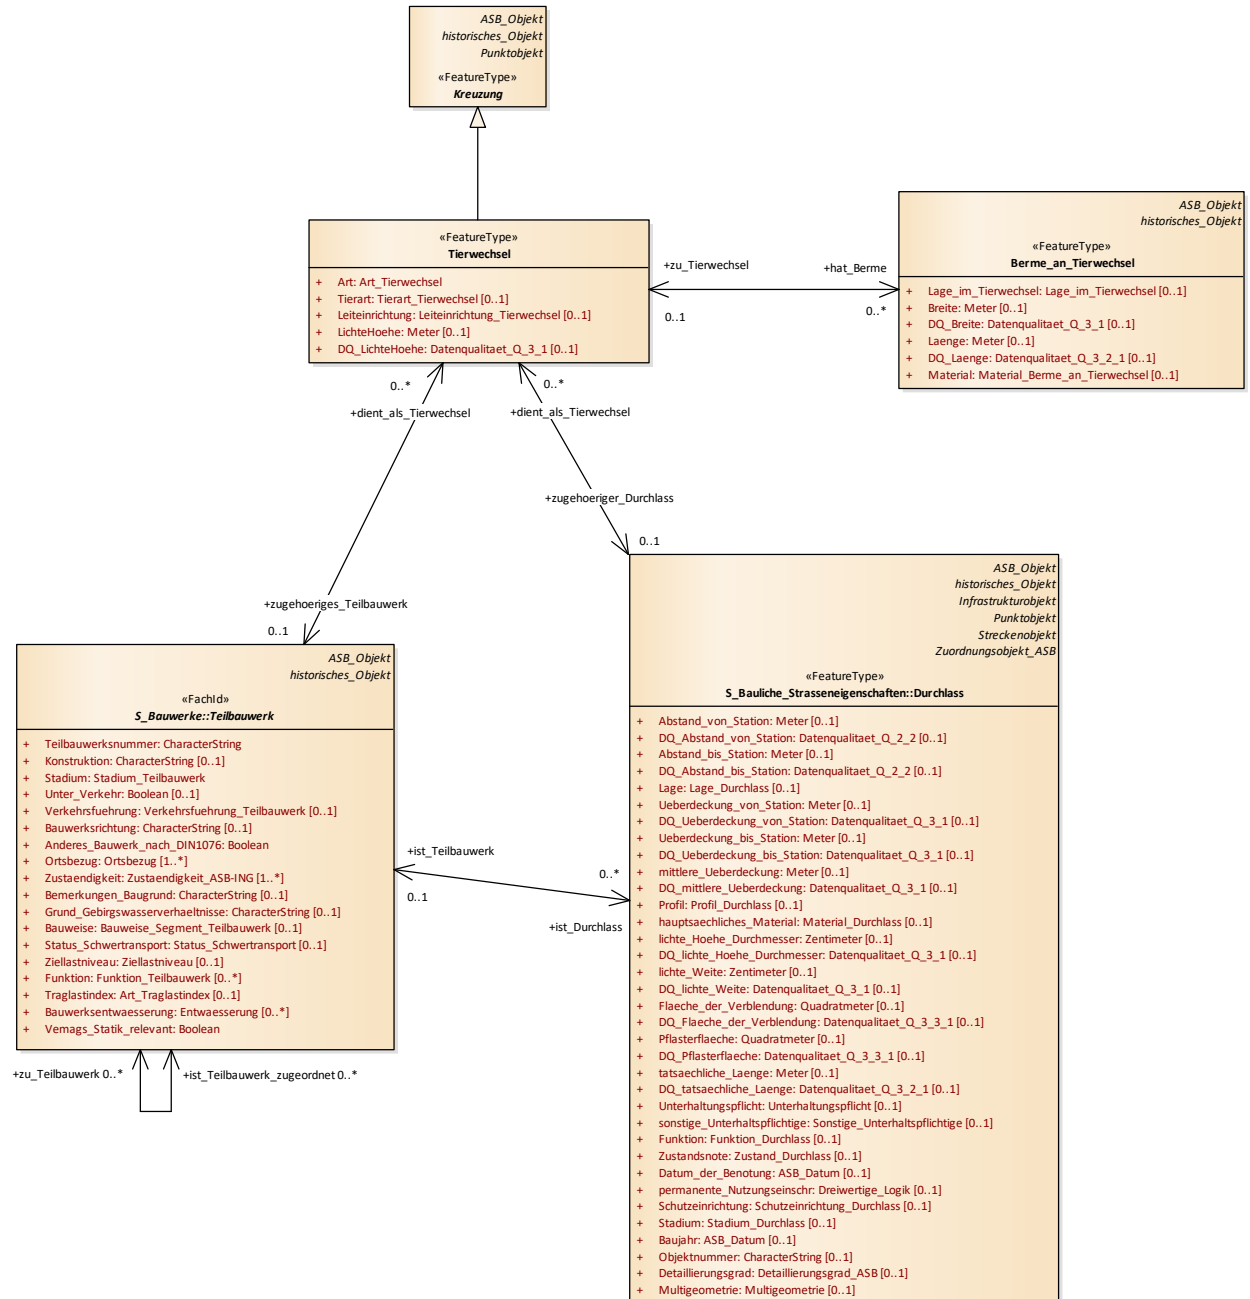 ASB_Objekt
historisches_Objekt
Punktobjekt
«FeatureType»
Kreuzung
«FeatureType»
Tierwechsel
+ Art: Art_Tierwechsel
+ Tierart: Tierart_Tierwechsel [0..1]
+ Leiteinrichtung: Leiteinrichtung_Tierwechsel [0..1]
+ LichteHoehe: Meter [0..1]
+ DQ_LichteHoehe: Datenqualitaet_Q_3_1 [0..1]
+zu_Tierwechsel
0..1
+hat_Berme
0..*
ASB_Objekt
historisches_Objekt
«FeatureType»
Berme_an_Tierwechsel
+ Lage_im_Tierwechsel: Lage_im_Tierwechsel [0..1]
+ Breite: Meter [0..1]
+ DQ_Breite: Datenqualitaet_Q_3_1 [0..1]
+ Laenge: Meter [0..1]
+ DQ_Laenge: Datenqualitaet_Q_3_2_1 [0..1]
+ Material: Material_Berme_an_Tierwechsel [0..1]
0..*
+dient_als_Tierwechsel
0..*
+dient_als_Tierwechsel
+zugehoeriger_Durchlass
0..1
+zugehoeriges_Teilbauwerk
0..1
ASB_Objekt
historisches_Objekt
«FachId»
S_Bauwerke::Teilbauwerk
+ Teilbauwerksnummer: CharacterString
+ Konstruktion: CharacterString [0..1]
+ Stadium: Stadium_Teilbauwerk
+ Unter_Verkehr: Boolean [0..1]
+ Verkehrsfuehrung: Verkehrsfuehrung_Teilbauwerk [0..1]
+ Bauwerksrichtung: CharacterString [0..1]
+ Anderes_Bauwerk_nach_DIN1076: Boolean
+ Ortsbezug: Ortsbezug [1..*]
+ Zustaendigkeit: Zustaendigkeit_ASB-ING [1..*]
+ Bemerkungen_Baugrund: CharacterString [0..1]
+ Grund_Gebirgswasserverhaeltnisse: CharacterString [0..1]
+ Bauweise: Bauweise_Segment_Teilbauwerk [0..1]
+ Status_Schwertransport: Status_Schwertransport [0..1]
+ Ziellastniveau: Ziellastniveau [0..1]
+ Funktion: Funktion_Teilbauwerk [0..*]
+ Traglastindex: Art_Traglastindex [0..1]
+ Bauwerksentwaesserung: Entwaesserung [0..*]
+ Vemags_Statik_relevant: Boolean
+zu_Teilbauwerk 0..*
+ist_Teilbauwerk_zugeordnet 0..*
+ist_Teilbauwerk
0..1
0..*
+ist_Durchlass
ASB_Objekt
historisches_Objekt
Infrastrukturobjekt
Punktobjekt
Streckenobjekt
Zuordnungsobjekt_ASB
«FeatureType»
S_Bauliche_Strasseneigenschaften::Durchlass
+ Abstand_von_Station: Meter [0..1]
+ DQ_Abstand_von_Station: Datenqualitaet_Q_2_2 [0..1]
+ Abstand_bis_Station: Meter [0..1]
+ DQ_Abstand_bis_Station: Datenqualitaet_Q_2_2 [0..1]
+ Lage: Lage_Durchlass [0..1]
+ Ueberdeckung_von_Station: Meter [0..1]
+ DQ_Ueberdeckung_von_Station: Datenqualitaet_Q_3_1 [0..1]
+ Ueberdeckung_bis_Station: Meter [0..1]
+ DQ_Ueberdeckung_bis_Station: Datenqualitaet_Q_3_1 [0..1]
+ mittlere_Ueberdeckung: Meter [0..1]
+ DQ_mittlere_Ueberdeckung: Datenqualitaet_Q_3_1 [0..1]
+ Profil: Profil_Durchlass [0..1]
+ hauptsaechliches_Material: Material_Durchlass [0..1]
+ lichte_Hoehe_Durchmesser: Zentimeter [0..1]
+ DQ_lichte_Hoehe_Durchmesser: Datenqualitaet_Q_3_1 [0..1]
+ lichte_Weite: Zentimeter [0..1]
+ DQ_lichte_Weite: Datenqualitaet_Q_3_1 [0..1]
+ Flaeche_der_Verblendung: Quadratmeter [0..1]
+ DQ_Flaeche_der_Verblendung: Datenqualitaet_Q_3_3_1 [0..1]
+ Pflasterflaeche: Quadratmeter [0..1]
+ DQ_Pflasterflaeche: Datenqualitaet_Q_3_3_1 [0..1]
+ tatsaechliche_Laenge: Meter [0..1]
+ DQ_tatsaechliche_Laenge: Datenqualitaet_Q_3_2_1 [0..1]
+ Unterhaltungspflicht: Unterhaltungspflicht [0..1]
+ sonstige_Unterhaltspflichtige: Sonstige_Unterhaltspflichtige [0..1]
+ Funktion: Funktion_Durchlass [0..1]
+ Zustandsnote: Zustand_Durchlass [0..1]
+ Datum_der_Benotung: ASB_Datum [0..1]
+ permanente_Nutzungseinschr: Dreiwertige_Logik [0..1]
+ Schutzeinrichtung: Schutzeinrichtung_Durchlass [0..1]
+ Stadium: Stadium_Durchlass [0..1]
+ Baujahr: ASB_Datum [0..1]
+ Objektnummer: CharacterString [0..1]
+ Detaillierungsgrad: Detaillierungsgrad_ASB [0..1]
+ Multigeometrie: Multigeometrie [0..1]